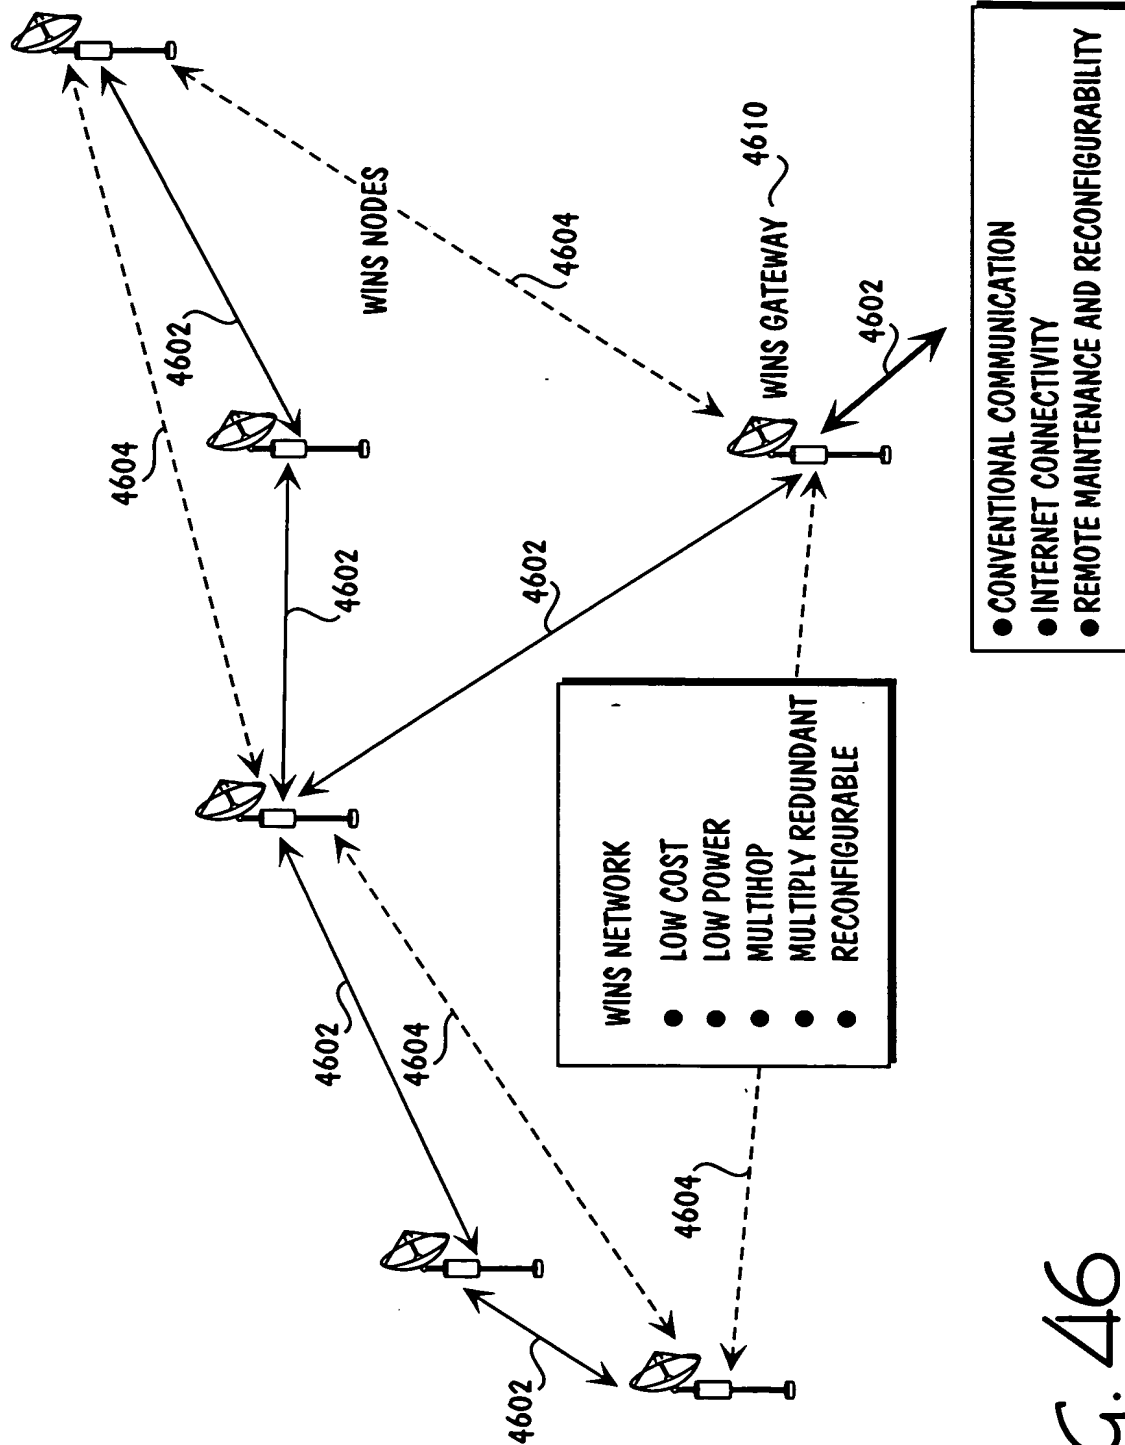 4604
4602
WINS NODES
4602
4604
4602
WINS GATEWAY
4610
4602
4602
4604
4602
4604
WINS NETWORK
● LOW COST
● LOW POWER
● MULTIHOP
● MULTIPLY REDUNDANT
● RECONFIGURABLE
● CONVENTIONAL COMMUNICATION
● INTERNET CONNECTIVITY
● REMOTE MAINTENANCE AND RECONFIGURABILITY
G. 46